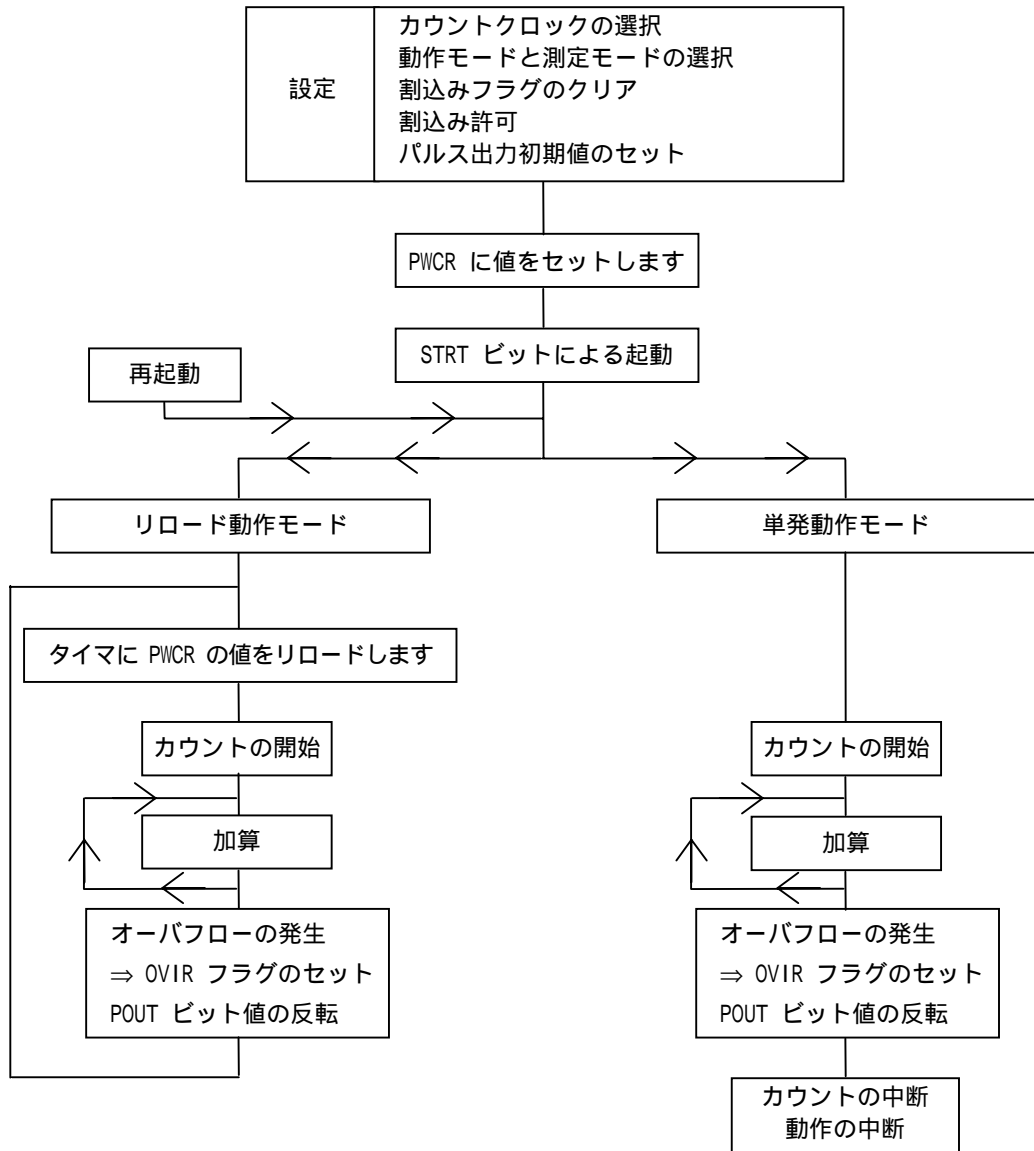 設定
カウントクロックの選択
動作モードと測定モードの選択
割込みフラグのクリア
割込み許可
パルス出力初期値のセット
PWCR に値をセットします
STRT ビットによる起動
再起動
リロード動作モード
単発動作モード
タイマに PWCR の値をリロードします
カウントの開始
カウントの開始
加算
加算
オーバフローの発生
⇒ OVIR フラグのセット
POUT ビット値の反転
オーバフローの発生
⇒ OVIR フラグのセット
POUT ビット値の反転
カウントの中断
動作の中断